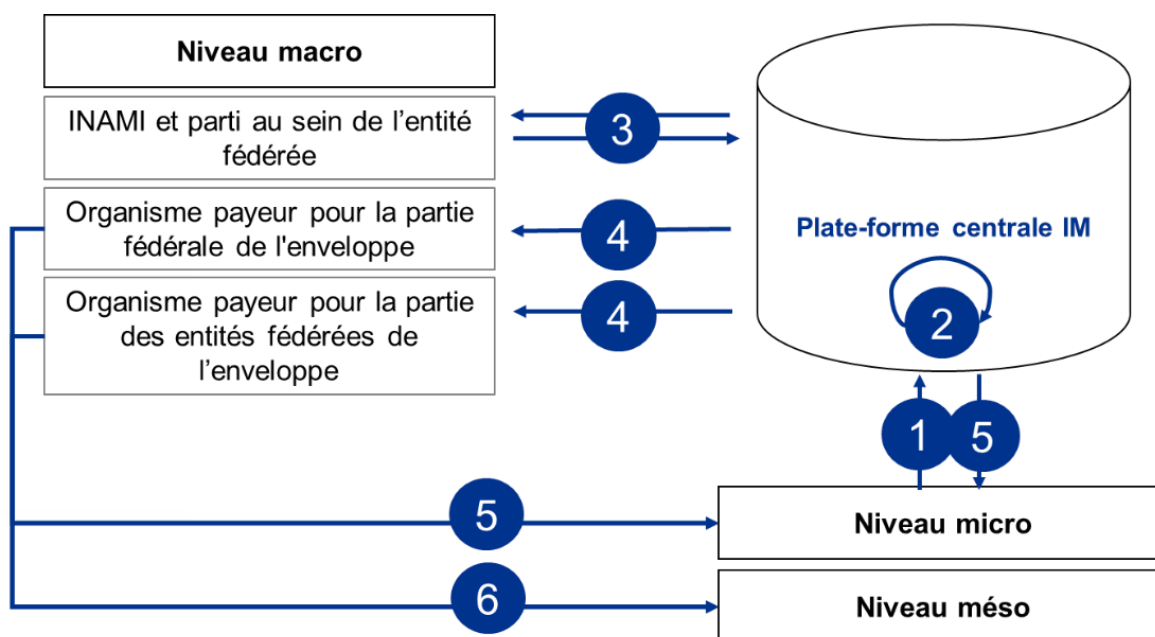 Niveau macro
INAMI et parti au sein de l’entité
fédérée
3
Organisme payeur pour la partie
fédérale de l'enveloppe
4
Plate-forme centrale IM
Organisme payeur pour la partie
des entités fédérées de
l’enveloppe
4
2
1
5
5
Niveau micro
6
Niveau méso